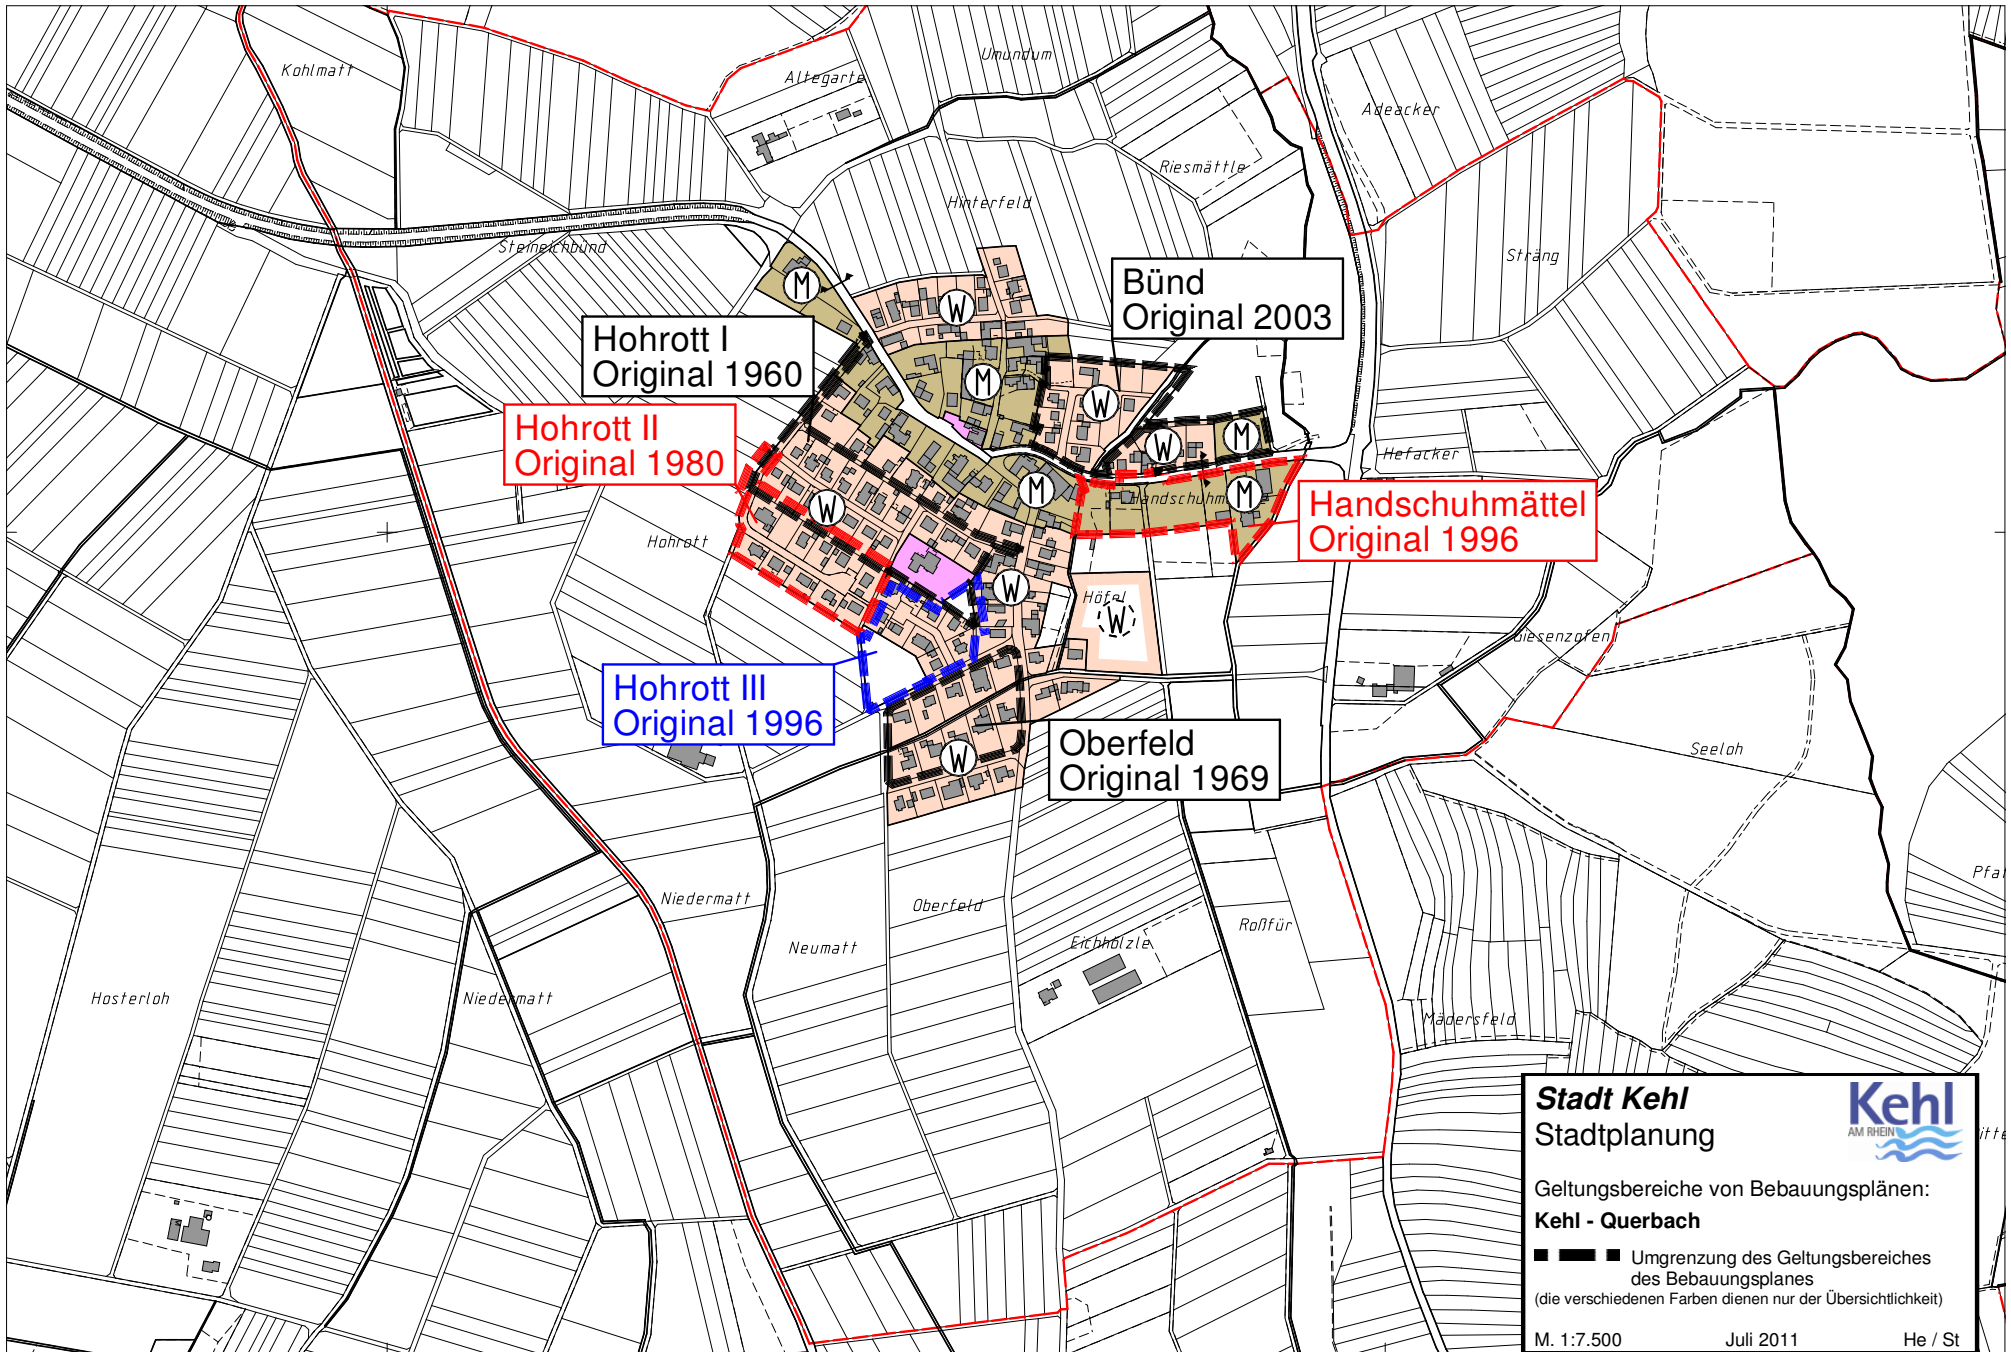 Kohlmatt
Altegarte
Umundum
Adeacker
Riesmättle
Hinterfeld
Steineichbünd
Sträng
M
W
Bünd
Original 2003
Hohrott I
Original 1960
M
W
Hohrott II
Original 1980
W
M
Hefacker
M
Handschuhm
M
Handschuhmättel
Original 1996
W
Hohrott
W
Höfel
W
Giesenzofen
Hohrott III
Original 1996
Oberfeld
Original 1969
W
Seeloh
Niedermatt
Oberfeld
Neumatt
Eichhölzle
Roßfür
Hosterloh
Niedermatt
Mädersfeld
Stadt Kehl
Stadtplanung
Kehl
AM RHEIN
Geltungsbereiche von Bebauungsplänen:
Kehl - Querbach
Umgrenzung des Geltungsbereiches
des Bebauungsplanes
(die verschiedenen Farben dienen nur der Übersichtlichkeit)
M. 1:7.500 Juli 2011 He / St